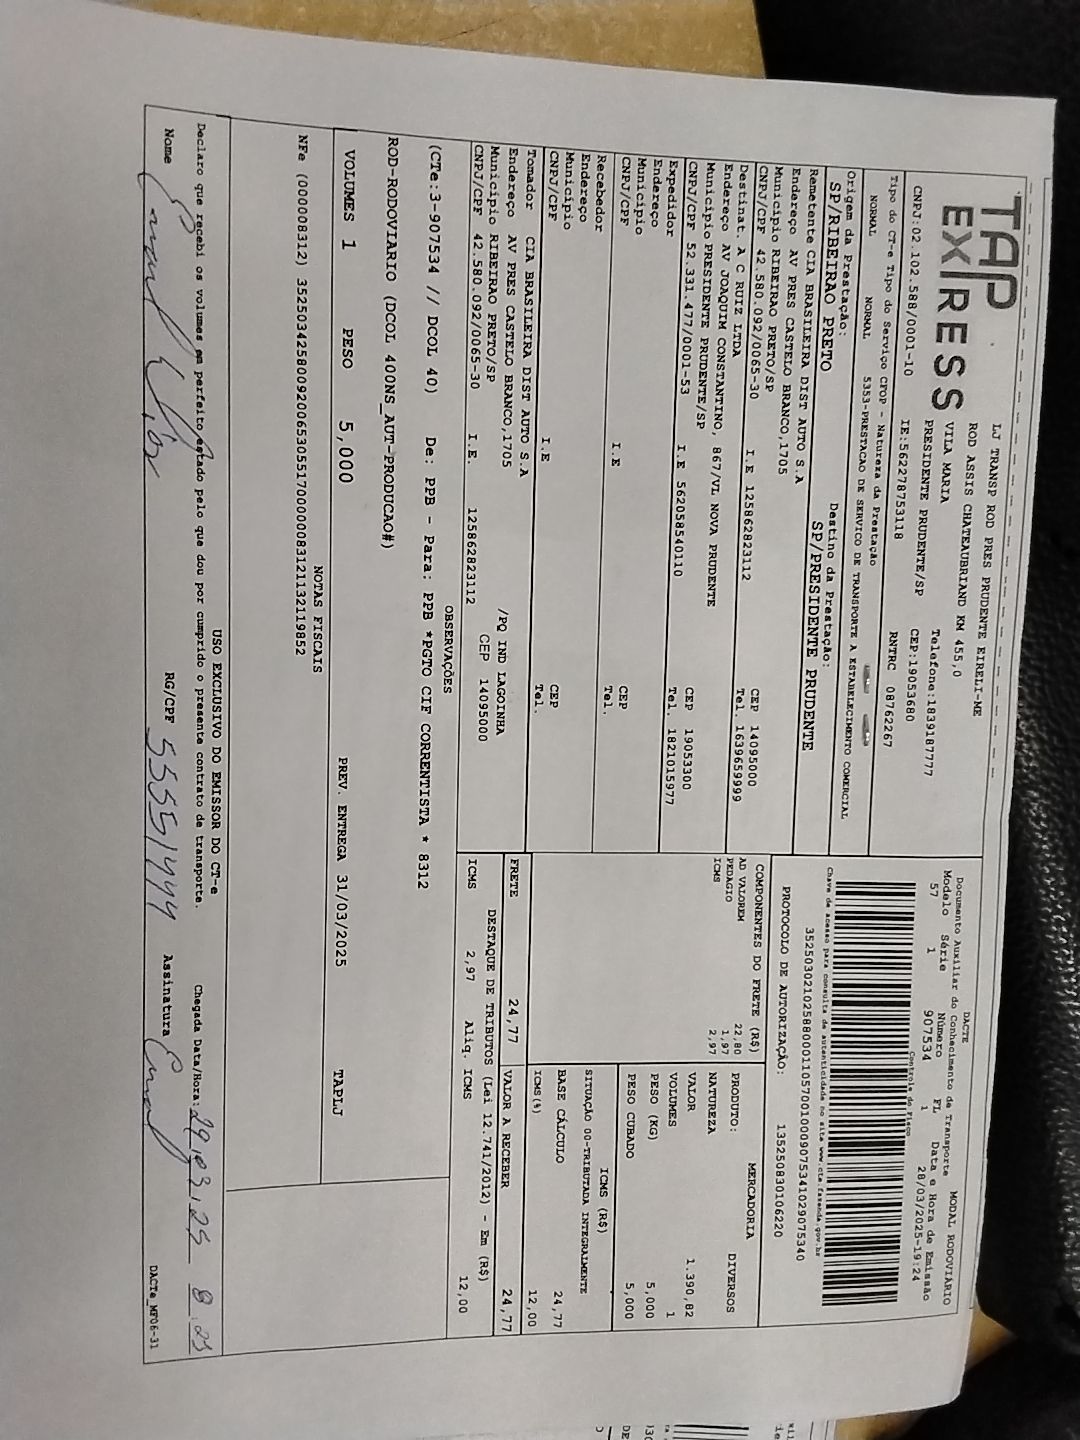 TAP EXPRESS
LJ TRANSP ROD PRES PRUDENTE EIRELI-ME
ROD ASSIS CHATEAUBRIAND KM 455,0
VILA MARIA
PRESIDENTE PRUDENTE/SP
Telefone:1839187777
CEP:19053680
CNPJ:02.102.588/0001-10 IE:562278753118 RNTRC 08762267
Tipo do CT-e Tipo do Serviço CFOP - Natureza da Prestação
NORMAL NORMAL 5353-PRESTACAO DE SERVICO DE TRANSPORTE A ESTABELECIMENTO COMERCIAL
Origem da Prestação: Destino da Prestação:
SP/RIBEIRAO PRETO SP/PRESIDENTE PRUDENTE
DACTE MODAL RODOVIÁRIO
Documento Auxiliar do Conhecimento de Transporte
Modelo Série Número FL Data e Hora de Emissão
57 1 907534 1 28/03/2025-19:24
Controle do Fisco
Chave de acesso para consulta de autenticidade no site www.cte.fazenda.gov.br
35250302102588000110570010009075341029075340
PROTOCOLO DE AUTORIZAÇÃO: 135250830106220
Remetente CIA BRASILEIRA DIST AUTO S.A
Endereço AV PRES CASTELO BRANCO,1705
Município RIBEIRAO PRETO/SP CEP 14095000
CNPJ/CPF 42.580.092/0065-30 I.E 125862823112 Tel. 1639659999
Destinat. A C RUIZ LTDA
Endereço AV JOAQUIM CONSTANTINO, 867/VL NOVA PRUDENTE
Município PRESIDENTE PRUDENTE/SP CEP 19053300
CNPJ/CPF 52.331.477/0001-53 I.E 562058540110 Tel. 1821015977
Expedidor
Endereço
Município CEP
CNPJ/CPF I.E Tel.
Recebedor
Endereço
Município CEP
CNPJ/CPF I.E Tel.
Tomador CIA BRASILEIRA DIST AUTO S.A
Endereço AV PRES CASTELO BRANCO,1705 /PQ IND LAGOINHA
Município RIBEIRAO PRETO/SP CEP 14095000
CNPJ/CPF 42.580.092/0065-30 I.E. 125862823112
COMPONENTES DO FRETE (R$)
AD VALOREM 22,80
PEDAGIO 1,97
ICMS 2,97
MERCADORIA
PRODUTO: DIVERSOS
NATUREZA
VALOR 1.390,82
VOLUMES 1
PESO (KG) 5,000
PESO CUBADO 5,000
ICMS (R$)
SITUAÇÃO 00-TRIBUTADA INTEGRALMENTE
BASE CÁLCULO 24,77
ICMS(%) 12,00
FRETE 24,77 VALOR A RECEBER 24,77
DESTAQUE DE TRIBUTOS (Lei 12.741/2012) - Em (R$)
ICMS 2,97 Aliq. ICMS 12,00
OBSERVAÇÕES
(CTe:3-907534 // DCOL 40) De: PPB - Para: PPB *PGTO CIF CORRENTISTA * 8312
ROD-RODOVIARIO (DCOL 400NS_AUT-PRODUCAO#)
VOLUMES 1 PESO 5,000 PREV. ENTREGA 31/03/2025 TAPLJ
NOTAS FISCAIS
NFe (000008312) 35250342580092006530551700000083121132119852
USO EXCLUSIVO DO EMISSOR DO CT-e
Declaro que recebi os volumes em perfeito estado pelo que dou por cumprido o presente contrato de transporte. Chegada Data/Hora: 29.03.25 8.25
Nome RG/CPF Assinatura
DACTe_MF06-31